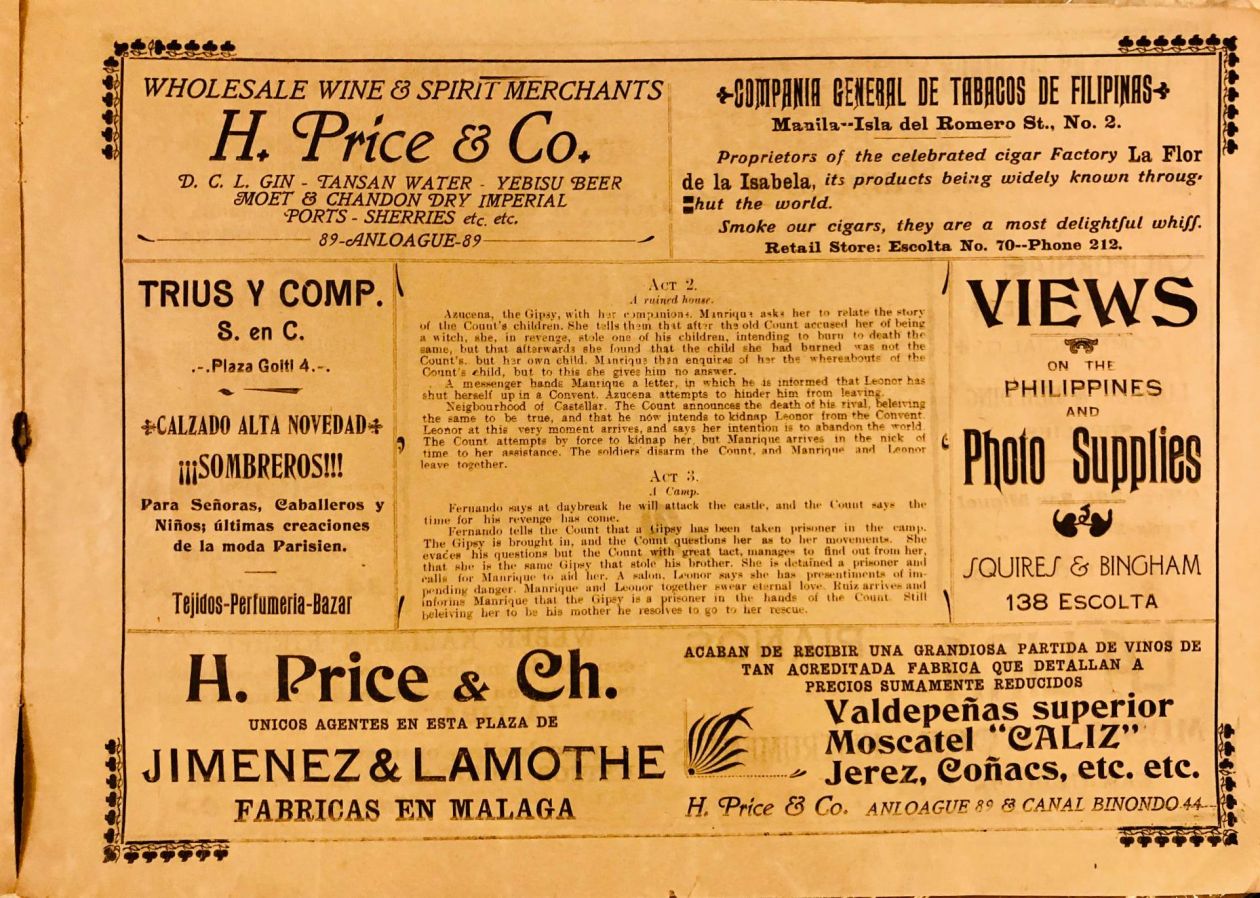 WHOLESALE WINE & SPIRIT MERCHANTS
H. Price & Co.
D. C. L. GIN - TANSAN WATER - YEBISU BEER
MOET & CHANDON DRY IMPERIAL
PORTS - SHERRIES etc. etc.
89-ANLOAGUE-89
COMPANIA GENERAL DE TABACOS DE FILIPINAS
Manila--Isla del Romero St., No. 2.
Proprietors of the celebrated cigar Factory La Flor
de la Isabela, its products being widely known throug-
hut the world.
Smoke our cigars, they are a most delightful whiff.
Retail Store: Escolta No. 70--Phone 212.
TRIUS Y COMP.
S. en C.
.-.Plaza Goiti 4.-.
CALZADO ALTA NOVEDAD
¡¡¡SOMBREROS!!!
Para Señoras, Caballeros y
Niños; últimas creaciones
de la moda Parisien.
Tejidos-Perfumeria-Bazar
ACT 2.
A ruined house.
Azucena, the Gipsy, with her companions. Manrique asks her to relate the story
of the Count's children. She tells them that after the old Count accused her of being
a witch, she, in revenge, stole one of his children, intending to burn to death the
same, but that afterwards she found that the child she had burned was not the
Count's, but her own child. Manrique then enquires of her the whereabouts of the
Count's child, but to this she gives him no answer.
A messenger hands Manrique a letter, in which he is informed that Leonor has
shut herself up in a Convent. Azucena attempts to hinder him from leaving.
Neigbourhood of Castellar. The Count announces the death of his rival, beleiving
the same to be true, and that he now intends to kidnap Leonor from the Convent.
Leonor at this very moment arrives, and says her intention is to abandon the world.
The Count attempts by force to kidnap her, but Manrique arrives in the nick of
time to her assistance. The soldiers disarm the Count, and Manrique and Leonor
leave together.
ACT 3.
A Camp.
Fernando says at daybreak he will attack the castle, and the Count says the
time for his revenge has come.
Fernando tells the Count that a Gipsy has been taken prisoner in the camp.
The Gipsy is brought in, and the Count questions her as to her movements. She
evades his questions but the Count with great tact, manages to find out from her,
that she is the same Gipsy that stole his brother. She is detained a prisoner and
calls for Manrique to aid her. A salon. Leonor says she has presentiments of im-
pending danger. Manrique and Leonor together swear eternal love. Ruiz arrives and
informs Manrique that the Gipsy is a prisoner in the hands of the Count. Still
beleiving her to be his mother he resolves to go to her rescue.
VIEWS
ON THE
PHILIPPINES
AND
Photo Supplies
SQUIRES & BINGHAM
138 ESCOLTA
H. Price & Ch.
UNICOS AGENTES EN ESTA PLAZA DE
JIMENEZ & LAMOTHE
FABRICAS EN MALAGA
ACABAN DE RECIBIR UNA GRANDIOSA PARTIDA DE VINOS DE
TAN ACREDITADA FABRICA QUE DETALLAN A
PRECIOS SUMAMENTE REDUCIDOS
Valdepeñas superior
Moscatel "CALIZ"
Jerez, Coñacs, etc. etc.
H. Price & Co. ANLOAGUE 89 & CANAL BINONDO 44